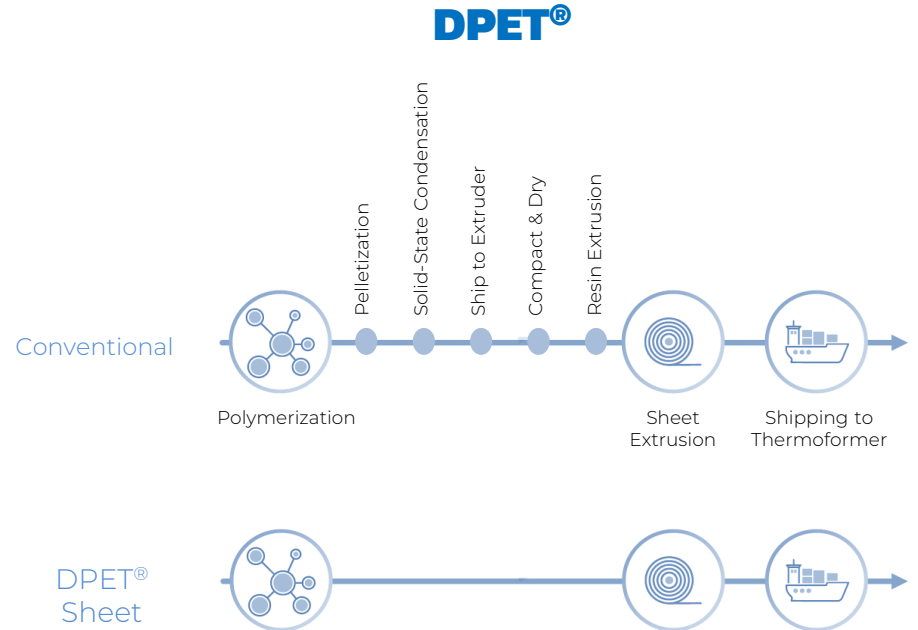 DPET®
Pelletization
Solid-State Condensation
Ship to Extruder
Compact & Dry
Resin Extrusion
Conventional
Polymerization
Sheet
Extrusion
Shipping to
Thermoformer
DPET®
Sheet